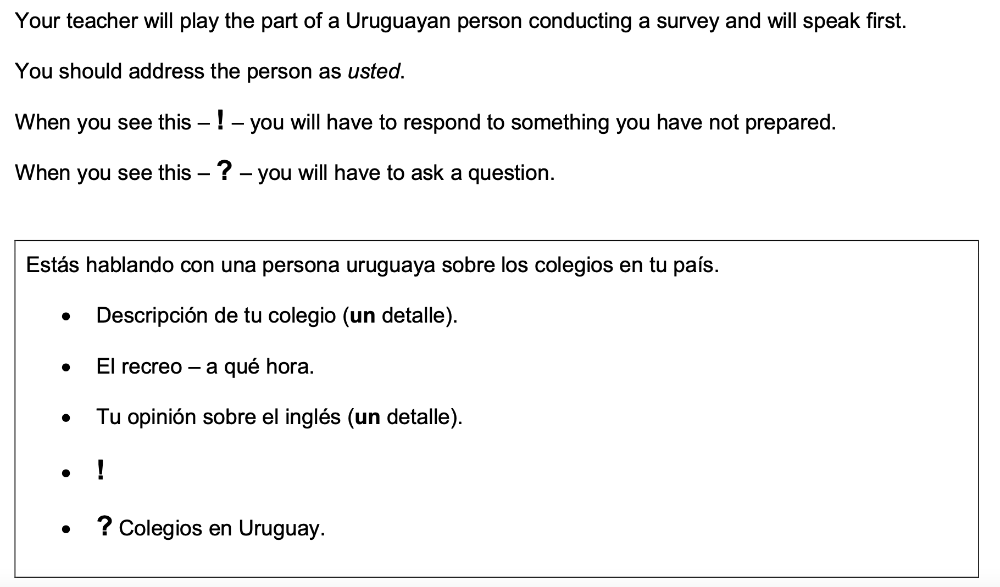 Your teacher will play the part of a Uruguayan person conducting a survey and will speak first.
You should address the person as usted.
When you see this – ! – you will have to respond to something you have not prepared.
When you see this – ? – you will have to ask a question.
Estás hablando con una persona uruguaya sobre los colegios en tu país.
• Descripción de tu colegio (un detalle).
• El recreo – a qué hora.
• Tu opinión sobre el inglés (un detalle).
• !
• ? Colegios en Uruguay.